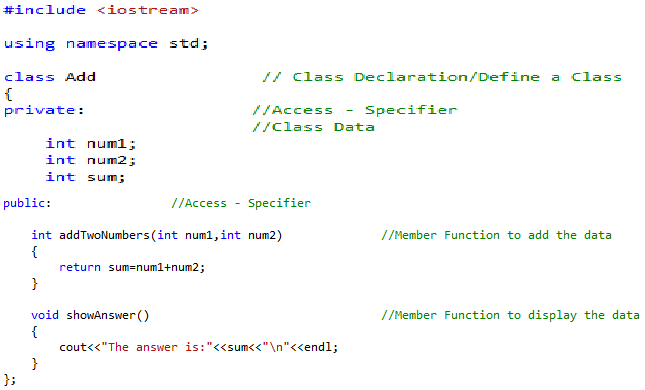 #include <iostream>
using namespace std;
class Add // Class Declaration/Define a Class
{
private: //Access - Specifier
//Class Data
int num1;
int num2;
int sum;
public: //Access - Specifier
int addTwoNumbers(int num1,int num2) //Member Function to add the data
{
return sum=num1+num2;
}
void showAnswer() //Member Function to display the data
{
cout<<"The answer is:"<<sum<<"\n"<<endl;
}
};